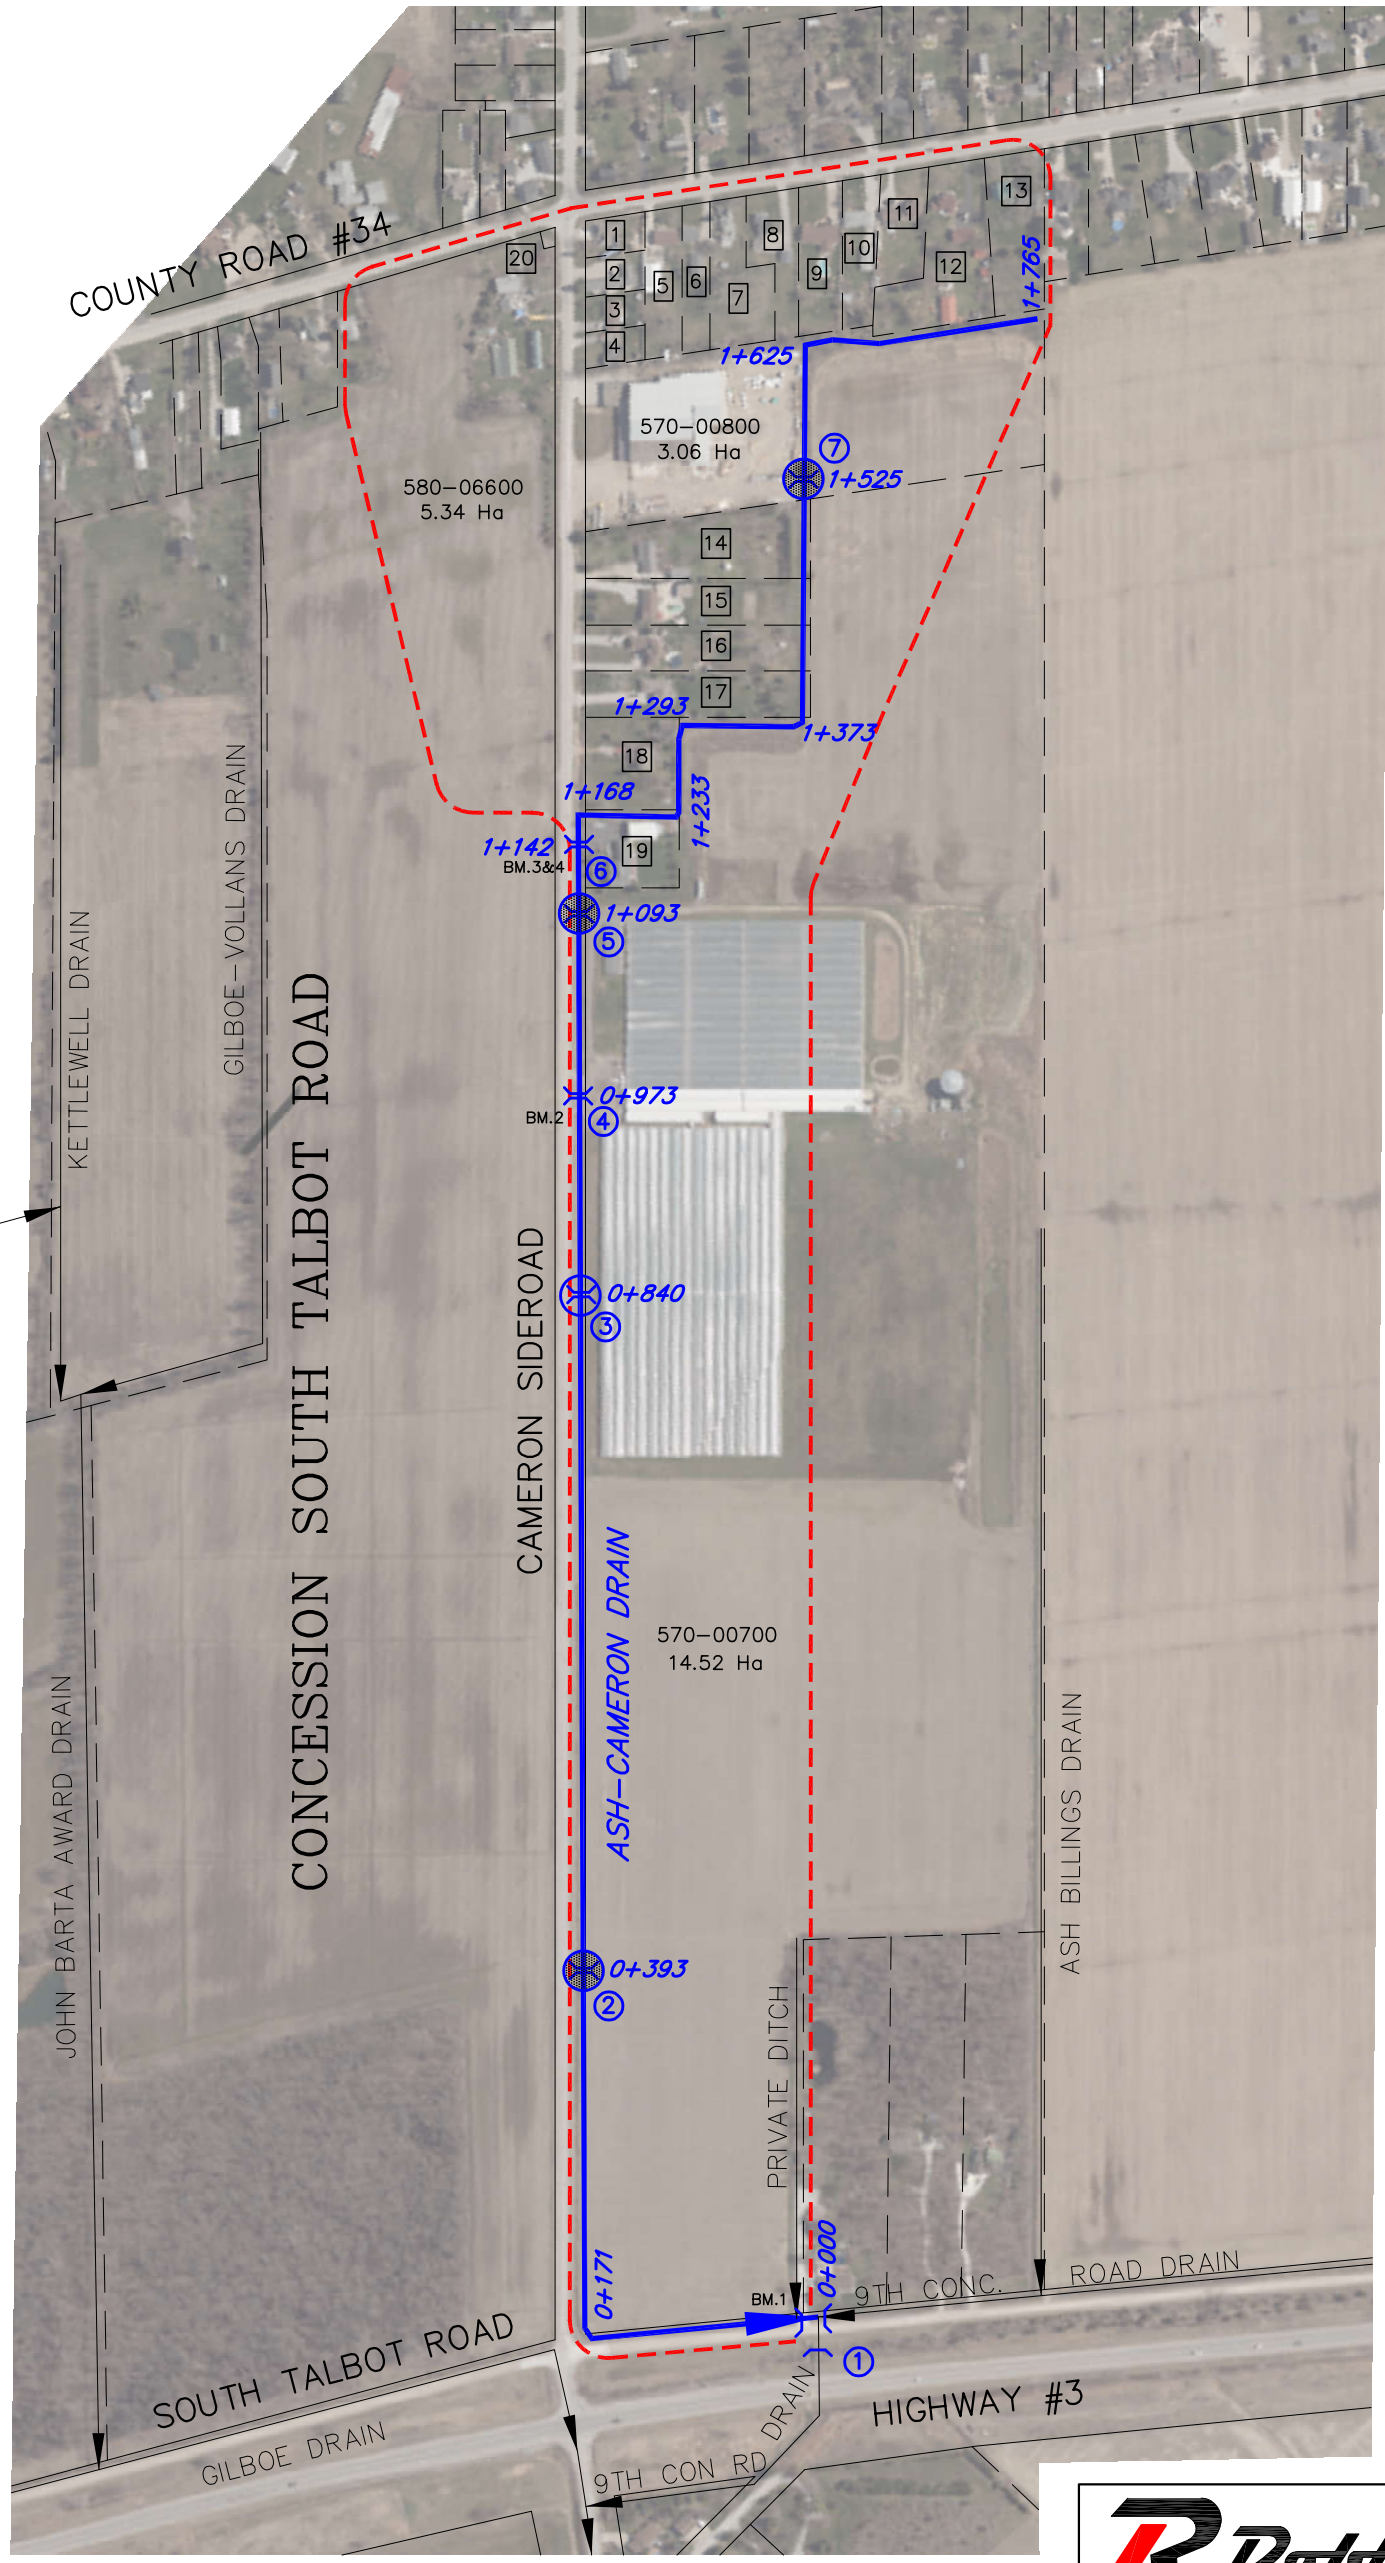 COUNTY ROAD #34
20
1
2
3
4
5
6
7
8
9
10
11
12
13
1+765
1+625
570-00800
3.06 Ha
7
1+525
580-06600
5.34 Ha
14
15
16
17
1+293
1+373
18
1+168
1+233
1+142
BM.3&4
19
6
1+093
5
KETTLEWELL DRAIN
GILBOE-VOLLANS DRAIN
CONCESSION SOUTH TALBOT ROAD
0+973
BM.2
4
CAMERON SIDEROAD
0+840
3
ASH-CAMERON DRAIN
570-00700
14.52 Ha
JOHN BARTA AWARD DRAIN
ASH BILLINGS DRAIN
0+393
2
PRIVATE DITCH
0+171
0+000
BM.1
9TH CONC. ROAD DRAIN
1
SOUTH TALBOT ROAD
GILBOE DRAIN
HIGHWAY #3
9TH CON RD DRAIN